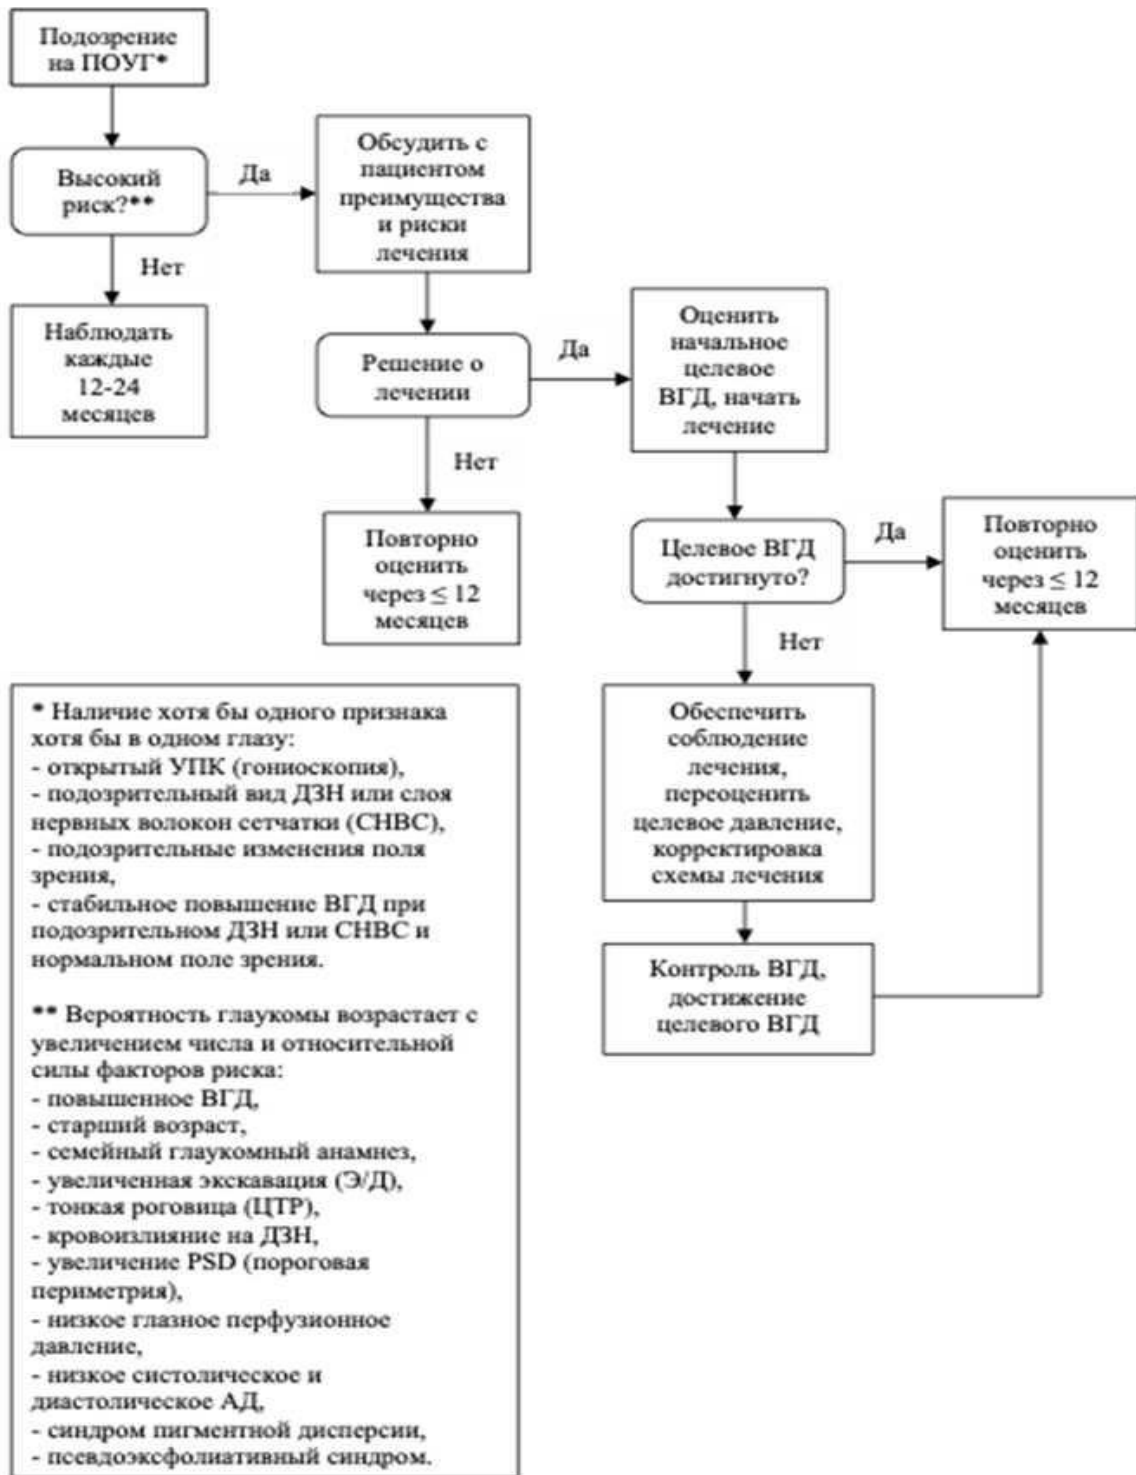 Подозрение
на ПОУГ*
Высокий
риск?**
Да
Нет
Наблюдать
каждые
12-24
месяцев
Обсудить с
пациентом
преимущества
и риски
лечения
Решение о
лечении
Да
Нет
Повторно
оценить
через ≤ 12
месяцев
Оценить
начальное
целевое
ВГД, начать
лечение
Целевое ВГД
достигнуто?
Да
Нет
Повторно
оценить
через ≤ 12
месяцев
Обеспечить
соблюдение
лечения,
переоценить
целевое давление,
корректировка
схемы лечения
Контроль ВГД,
достижение
целевого ВГД
* Наличие хотя бы одного признака
хотя бы в одном глазу:
- открытый УПК (гониоскопия),
- подозрительный вид ДЗН или слоя
нервных волокон сетчатки (СНВС),
- подозрительные изменения поля
зрения,
- стабильное повышение ВГД при
подозрительном ДЗН или СНВС и
нормальном поле зрения.
** Вероятность глаукомы возрастает с
увеличением числа и относительной
силы факторов риска:
- повышенное ВГД,
- старший возраст,
- семейный глаукомный анамнез,
- увеличенная экскавация (Э/Д),
- тонкая роговица (ЦТР),
- кровоизлияние на ДЗН,
- увеличение PSD (пороговая
периметрия),
- низкое глазное перфузионное
давление,
- низкое систолическое и
диастолическое АД,
- синдром пигментной дисперсии,
- псевдоэксфолиативный синдром.